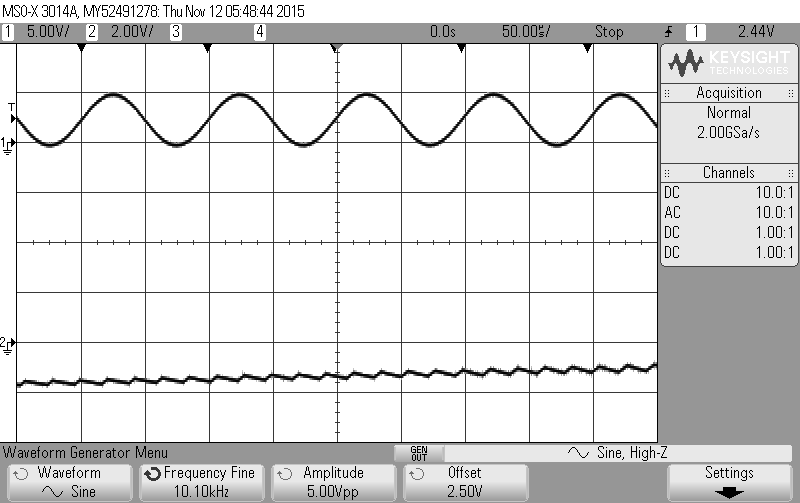 MSO-X 3014A, MY52491278: Thu Nov 12 05:48:44 2015
1 5.00V/ 2 2.00V/ 3 4 0.0s 50.00us/ Stop 1 2.44V
KEYSIGHT
TECHNOLOGIES
Acquisition
Normal
2.00GSa/s
Channels
DC 10.0:1
AC 10.0:1
DC 1.00:1
DC 1.00:1
T
1
2
Waveform Generator Menu
GEN
OUT
Sine, High-Z
Waveform
Sine
Frequency Fine
10.10kHz
Amplitude
5.00Vpp
Offset
2.50V
Settings